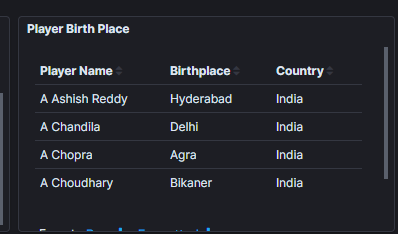 Player Birth Place
Player Name Birthplace Country
A Ashish Reddy Hyderabad India
A Chandila Delhi India
A Chopra Agra India
A Choudhary Bikaner India